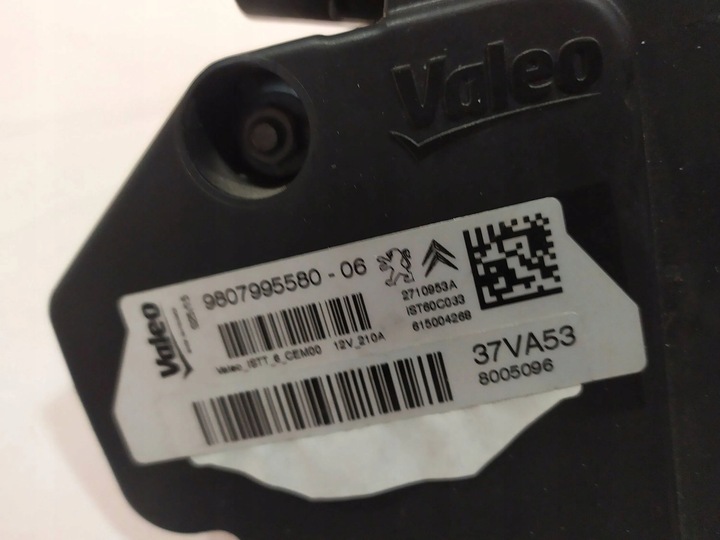 Valeo
Valeo
9807995580 - 06
2710953A
IST60C033
615004268
Valeo_ISTT_6_CEM00 12V_210A
37VA53
8005096